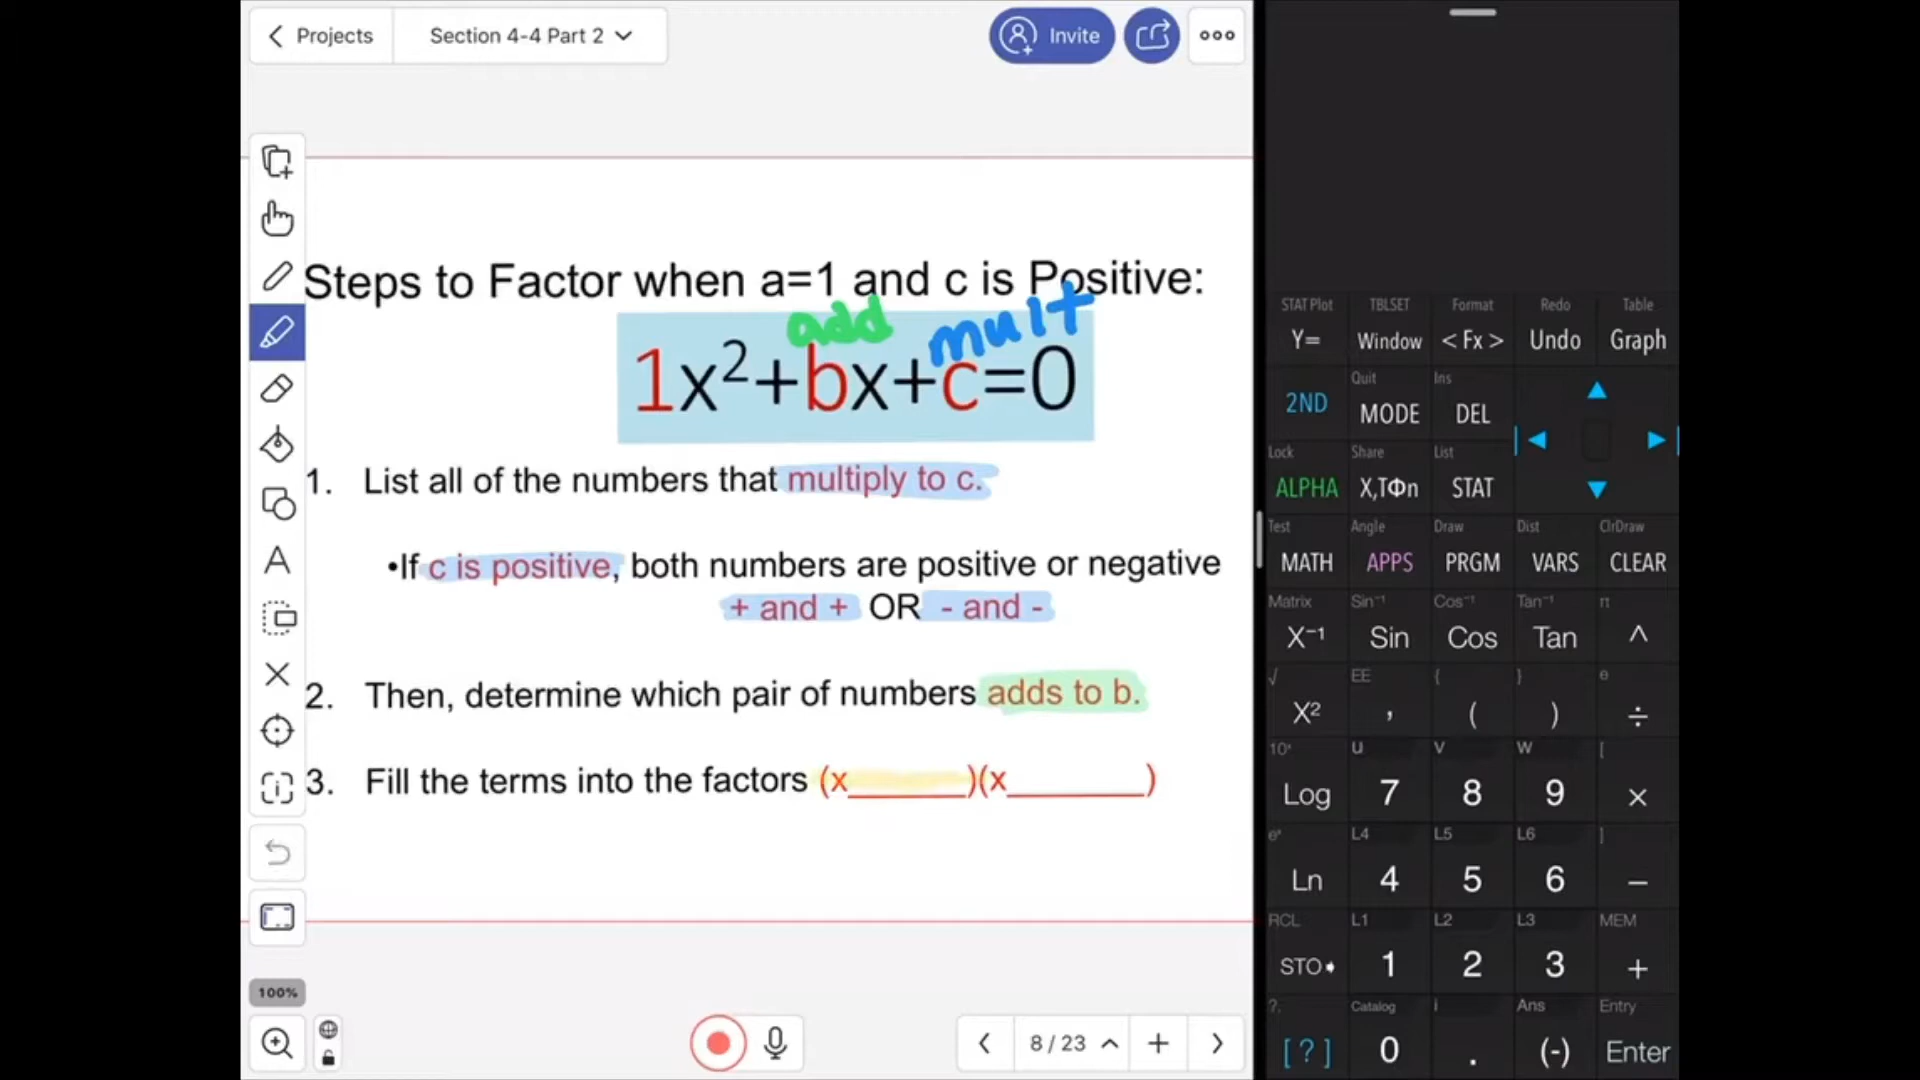 Projects
Section 4-4 Part 2
Invite
Steps to Factor when a=1 and c is Positive:
add
mult
1x²+bx+c=0
1. List all of the numbers that multiply to c.
•If c is positive, both numbers are positive or negative
+ and + OR - and -
2. Then, determine which pair of numbers adds to b.
3. Fill the terms into the factors (x_______)(x________)
100%
8 / 23
STAT Plot TBLSET Format Redo Table
Y= Window < Fx > Undo Graph
Quit Ins
2ND MODE DEL
Lock Share List
ALPHA X,TΦn STAT
Test Angle Draw Dist ClrDraw
MATH APPS PRGM VARS CLEAR
Matrix Sin⁻¹ Cos⁻¹ Tan⁻¹ π
X⁻¹ Sin Cos Tan ^
√ EE { } e
X² , ( ) ÷
10ˣ U V W [
Log 7 8 9 ×
eˣ L4 L5 L6 ]
Ln 4 5 6 −
RCL L1 L2 L3 MEM
STO➧ 1 2 3 +
?. Catalog i Ans Entry
[ ? ] 0 . (-) Enter